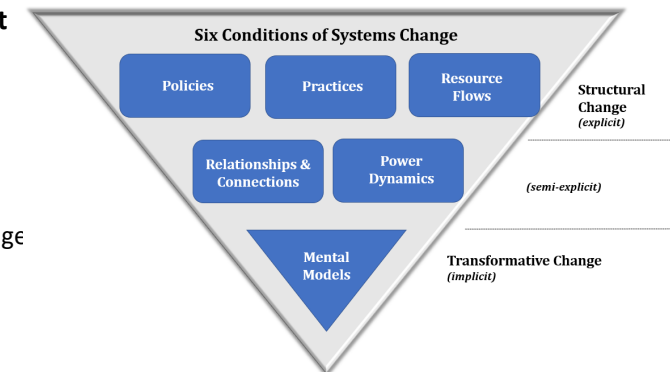 t
Six Conditions of Systems Change
Policies
Practices
Resource
Flows
Structural
Change
(explicit)
Relationships &
Connections
Power
Dynamics
(semi-explicit)
ge
Mental
Models
Transformative Change
(implicit)